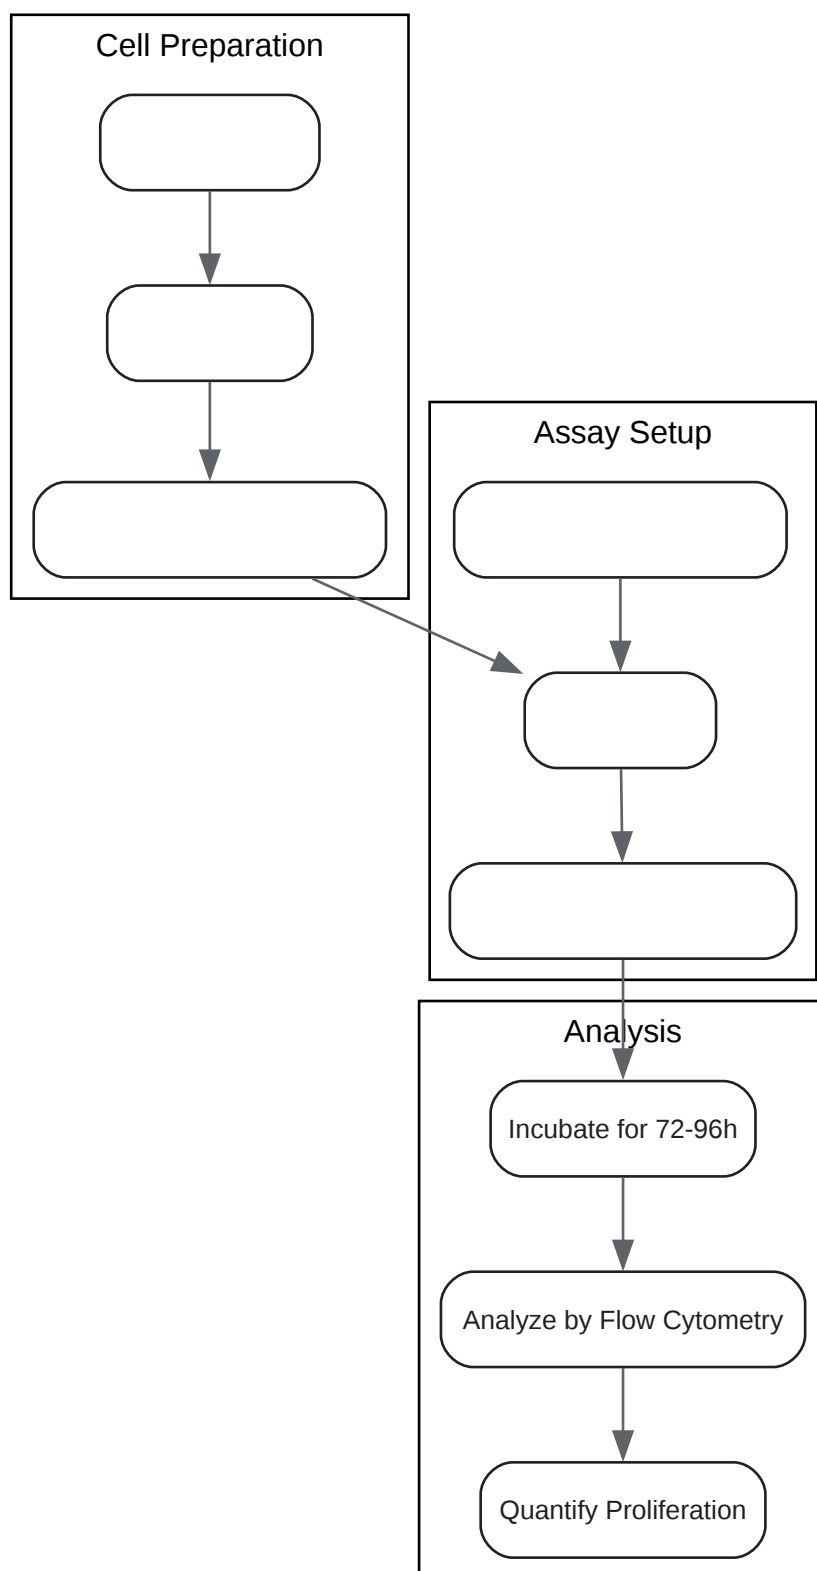 Cell Preparation
Assay Setup
Analysis
Incubate for 72-96h
Analyze by Flow Cytometry
Quantify Proliferation